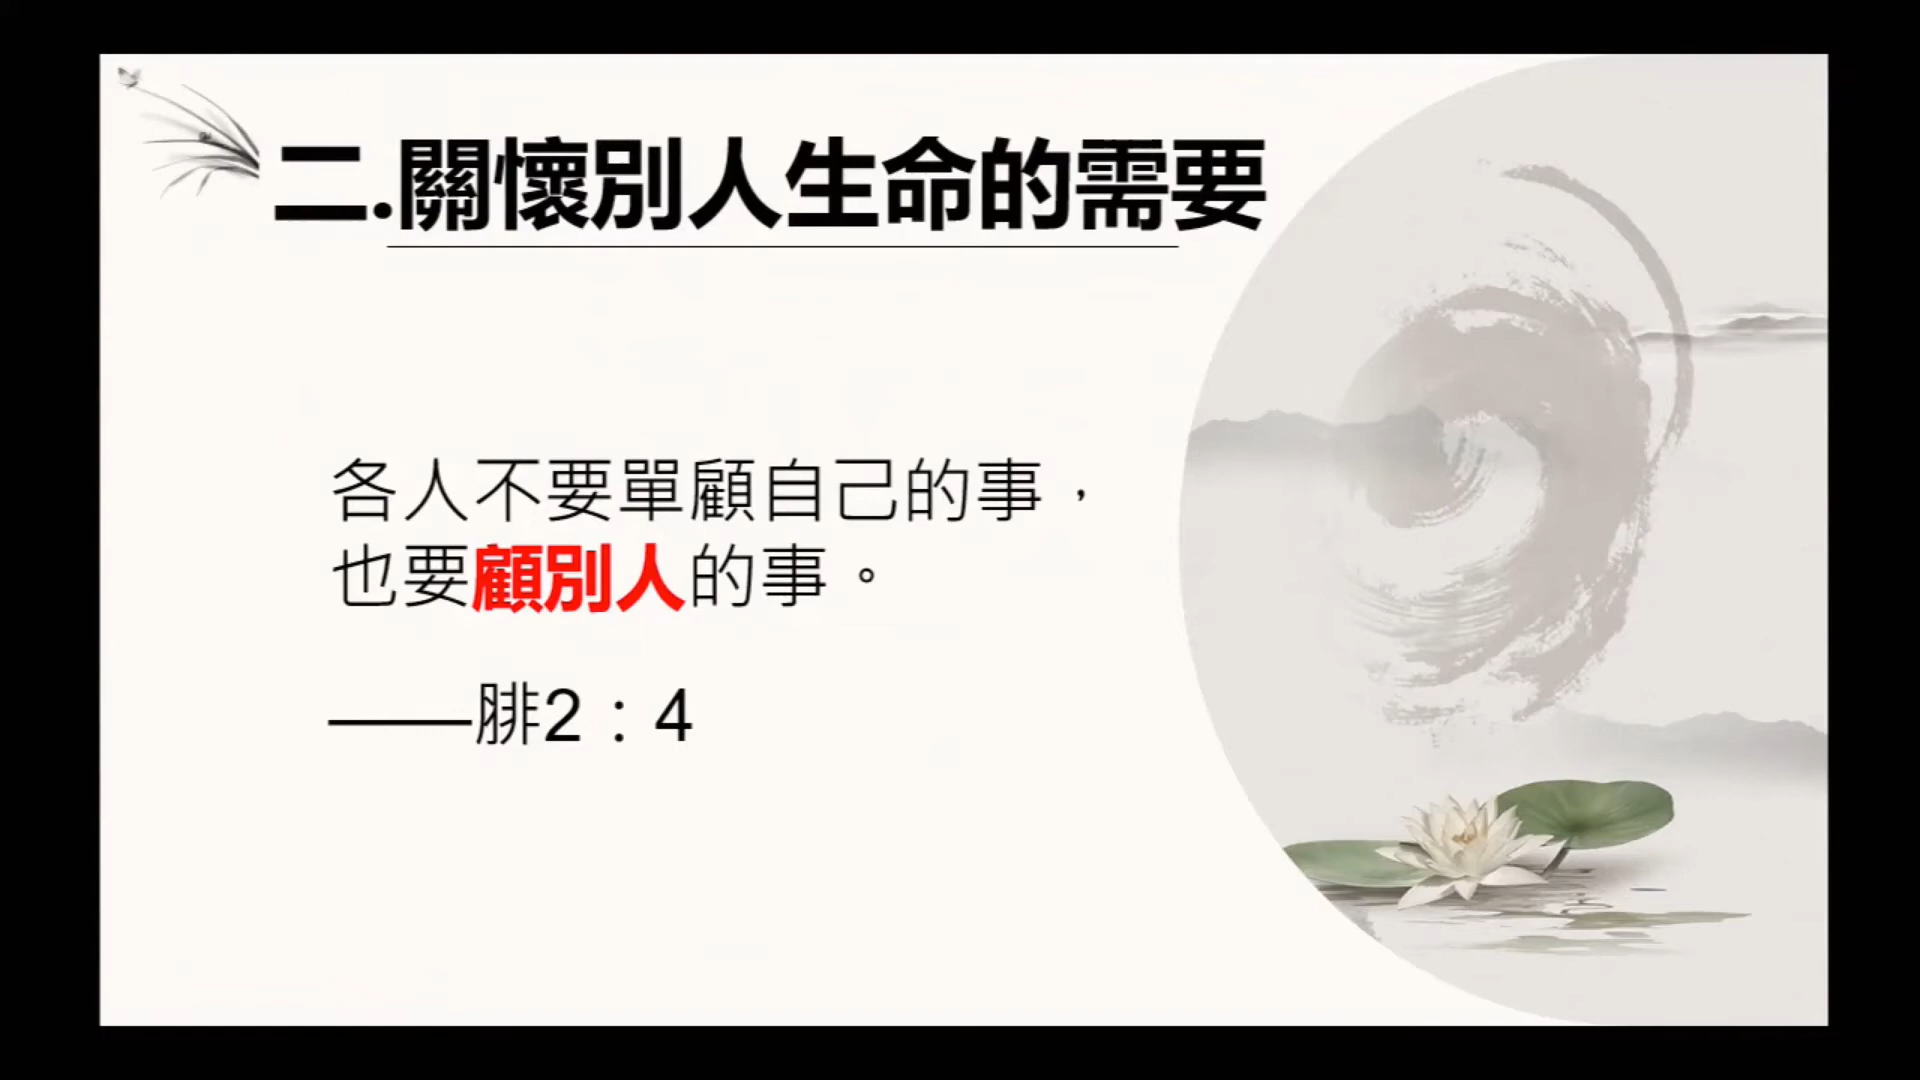 二.關懷別人生命的需要
各人不要單顧自己的事，
也要顧別人的事。
——腓2：4